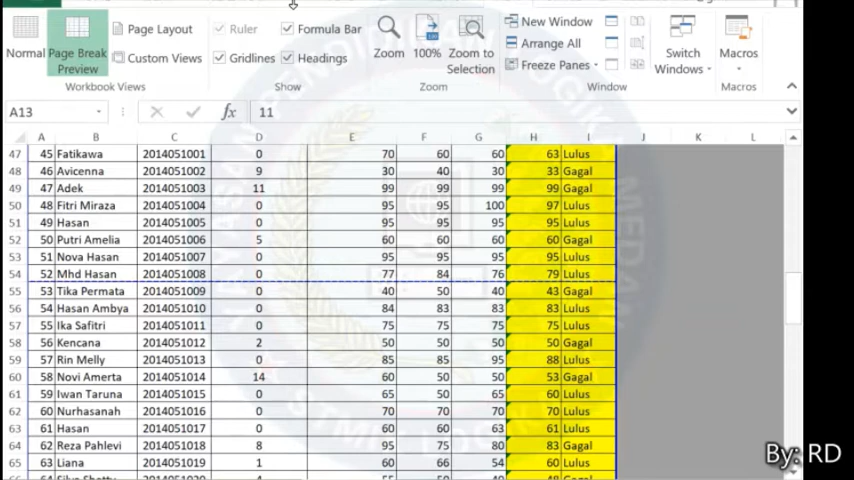 Normal
Page Break
Preview
Page Layout
Custom Views
Workbook Views
Ruler
Formula Bar
Gridlines
Headings
Show
Zoom
100%
Zoom to
Selection
Zoom
New Window
Arrange All
Freeze Panes
Switch
Windows
Window
Macros
Macros
A13 fx 11
A B C D E F G H I J K L
47 45 Fatikawa 2014051001 0 70 60 60 63 Lulus
48 46 Avicenna 2014051002 9 30 40 30 33 Gagal
49 47 Adek 2014051003 11 99 99 99 99 Gagal
50 48 Fitri Miraza 2014051004 0 95 95 100 97 Lulus
51 49 Hasan 2014051005 0 95 95 95 95 Lulus
52 50 Putri Amelia 2014051006 5 60 60 60 60 Gagal
53 51 Nova Hasan 2014051007 0 95 95 95 95 Lulus
54 52 Mhd Hasan 2014051008 0 77 84 76 79 Lulus
55 53 Tika Permata 2014051009 0 40 50 40 43 Gagal
56 54 Hasan Ambya 2014051010 0 84 83 83 83 Lulus
57 55 Ika Safitri 2014051011 0 75 75 75 75 Lulus
58 56 Kencana 2014051012 2 50 50 50 50 Gagal
59 57 Rin Melly 2014051013 0 85 85 95 88 Lulus
60 58 Novi Amerta 2014051014 14 60 50 50 53 Gagal
61 59 Iwan Taruna 2014051015 0 65 50 65 60 Lulus
62 60 Nurhasanah 2014051016 0 70 70 70 70 Lulus
63 61 Hasan 2014051017 0 60 60 63 61 Lulus
64 62 Reza Pahlevi 2014051018 8 95 75 80 83 Gagal
65 63 Liana 2014051019 1 60 66 54 60 Lulus
By: RD